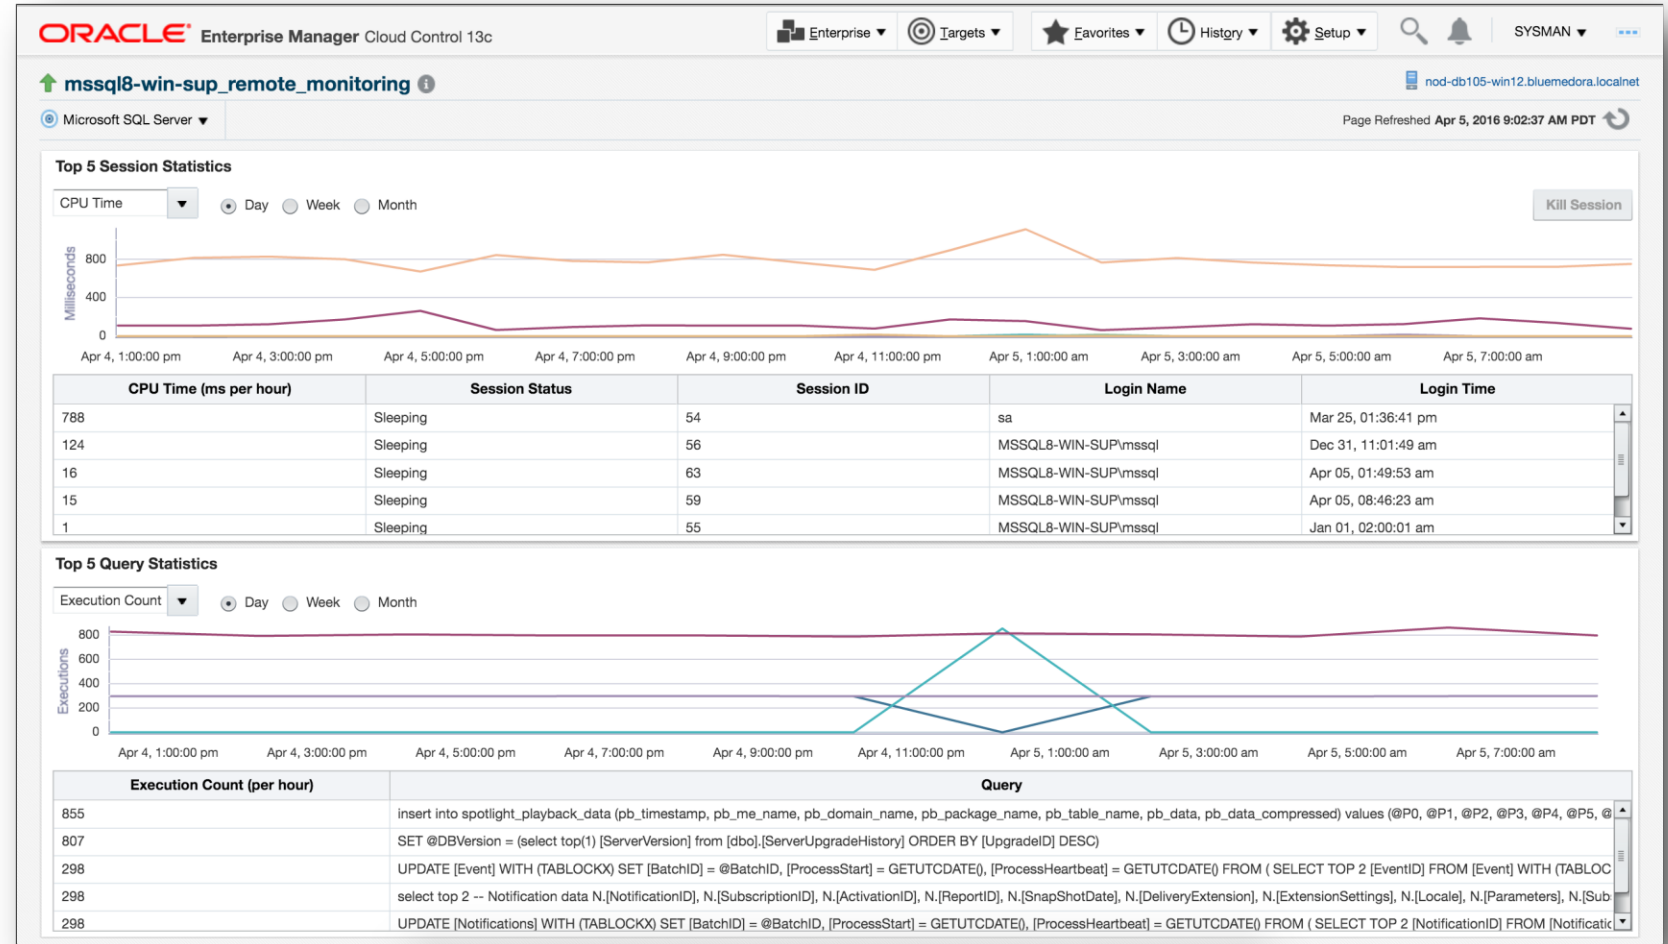 ORACLE Enterprise Manager Cloud Control 13c
Enterprise Targets Favorites History Setup SYSMAN
mssql8-win-sup_remote_monitoring
nod-db105-win12.bluemedora.localnet
Microsoft SQL Server
Page Refreshed Apr 5, 2016 9:02:37 AM PDT
Top 5 Session Statistics
CPU Time Day Week Month Kill Session
Milliseconds
800
400
0
Apr 4, 1:00:00 pm Apr 4, 3:00:00 pm Apr 4, 5:00:00 pm Apr 4, 7:00:00 pm Apr 4, 9:00:00 pm Apr 4, 11:00:00 pm Apr 5, 1:00:00 am Apr 5, 3:00:00 am Apr 5, 5:00:00 am Apr 5, 7:00:00 am
CPU Time (ms per hour) Session Status Session ID Login Name Login Time
788 Sleeping 54 sa Mar 25, 01:36:41 pm
124 Sleeping 56 MSSQL8-WIN-SUP\mssql Dec 31, 11:01:49 am
16 Sleeping 63 MSSQL8-WIN-SUP\mssql Apr 05, 01:49:53 am
15 Sleeping 59 MSSQL8-WIN-SUP\mssql Apr 05, 08:46:23 am
1 Sleeping 55 MSSQL8-WIN-SUP\mssql Jan 01, 02:00:01 am
Top 5 Query Statistics
Execution Count Day Week Month
Executions
800
600
400
200
0
Apr 4, 1:00:00 pm Apr 4, 3:00:00 pm Apr 4, 5:00:00 pm Apr 4, 7:00:00 pm Apr 4, 9:00:00 pm Apr 4, 11:00:00 pm Apr 5, 1:00:00 am Apr 5, 3:00:00 am Apr 5, 5:00:00 am Apr 5, 7:00:00 am
Execution Count (per hour) Query
855 insert into spotlight_playback_data (pb_timestamp, pb_me_name, pb_domain_name, pb_package_name, pb_table_name, pb_data, pb_data_compressed) values (@P0, @P1, @P2, @P3, @P4, @P5, @
807 SET @DBVersion = (select top(1) [ServerVersion] from [dbo].[ServerUpgradeHistory] ORDER BY [UpgradeID] DESC)
298 UPDATE [Event] WITH (TABLOCKX) SET [BatchID] = @BatchID, [ProcessStart] = GETUTCDATE(), [ProcessHeartbeat] = GETUTCDATE() FROM ( SELECT TOP 2 [EventID] FROM [Event] WITH (TABLOC
298 select top 2 -- Notification data N.[NotificationID], N.[SubscriptionID], N.[ActivationID], N.[ReportID], N.[SnapShotDate], N.[DeliveryExtension], N.[ExtensionSettings], N.[Locale], N.[Parameters], N.[Sub
298 UPDATE [Notifications] WITH (TABLOCKX) SET [BatchID] = @BatchID, [ProcessStart] = GETUTCDATE(), [ProcessHeartbeat] = GETUTCDATE() FROM ( SELECT TOP 2 [NotificationID] FROM [Notificatic